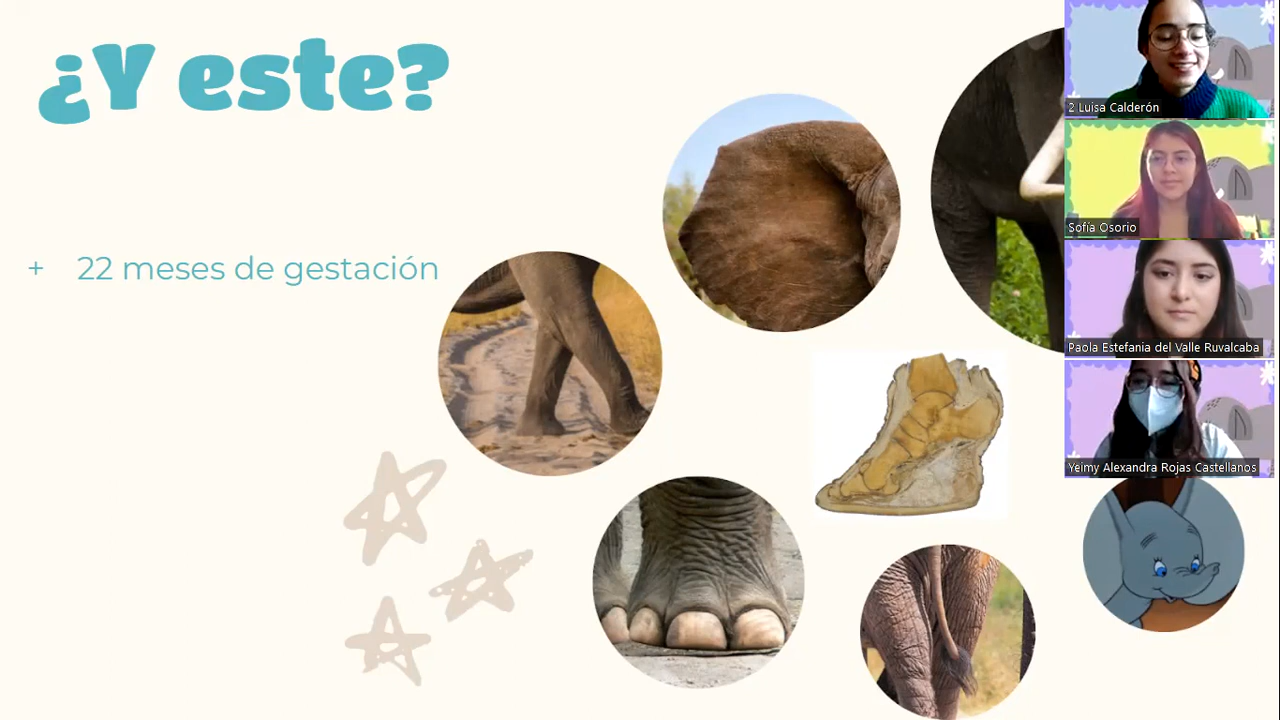 ¿Y este?
+ 22 meses de gestación
2 Luisa Calderón
Sofía Osorio
Paola Estefania del Valle Ruvalcaba
Yeimy Alexandra Rojas Castellanos